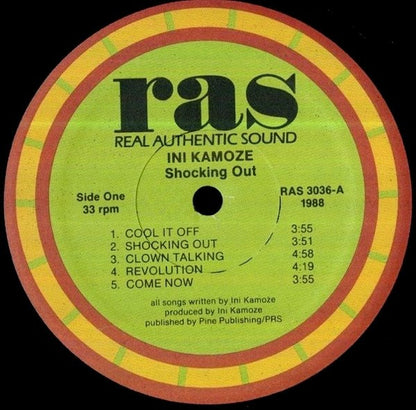 ras
REAL AUTHENTIC SOUND
INI KAMOZE
Shocking Out
Side One
33 rpm
RAS 3036-A
1988
1. COOL IT OFF 3:55
2. SHOCKING OUT 3:51
3. CLOWN TALKING 4:58
4. REVOLUTION 4:19
5. COME NOW 3:55
all songs written by Ini Kamoze
produced by Ini Kamoze
published by Pine Publishing/PRS